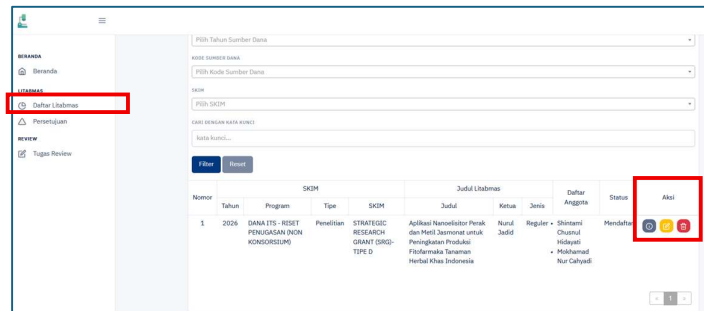 Pilih Tahun Sumber Dana
BERANDA
KODE SUMBER DANA
Beranda
Pilih Kode Sumber Dana
LITABMAS
SKIM
Daftar Litabmas
Pilih SKIM
Persetujuan
CARI DENGAN KATA KUNCI
REVIEW
kata kunci...
Tugas Review
Filter Reset
Nomor SKIM Judul Litabmas Daftar Anggota Status Aksi
Tahun Program Tipe SKIM Judul Ketua Jenis
1 2026 DANA ITS - RISET Penelitian STRATEGIC Aplikasi Nanoelisitor Perak Nurul Reguler • Shintami Mendaftar
PENUGASAN (NON RESEARCH dan Metil Jasmonat untuk Jadid Chusnul
KONSORSIUM) GRANT (SRG)- Peningkatan Produksi Hidayati
TIPE D Fitofarmaka Tanaman • Mokhamad
Herbal Khas Indonesia Nur Cahyadi
< 1 >